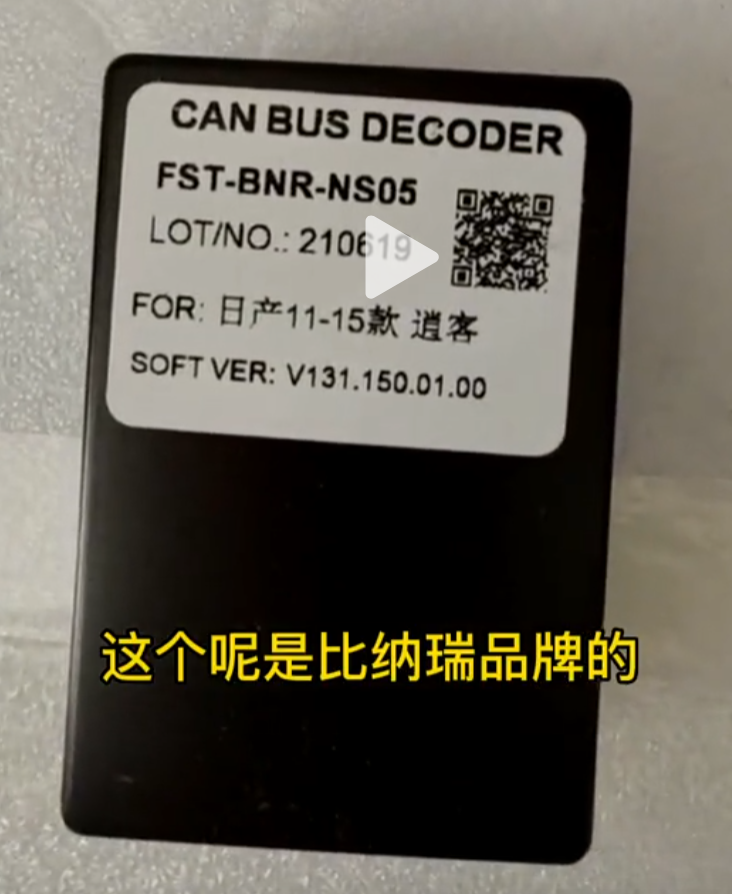 CAN BUS DECODER
FST-BNR-NS05
LOT/NO.: 210619
FOR: 日产11-15款 逍客
SOFT VER: V131.150.01.00
这个呢是比纳瑞品牌的